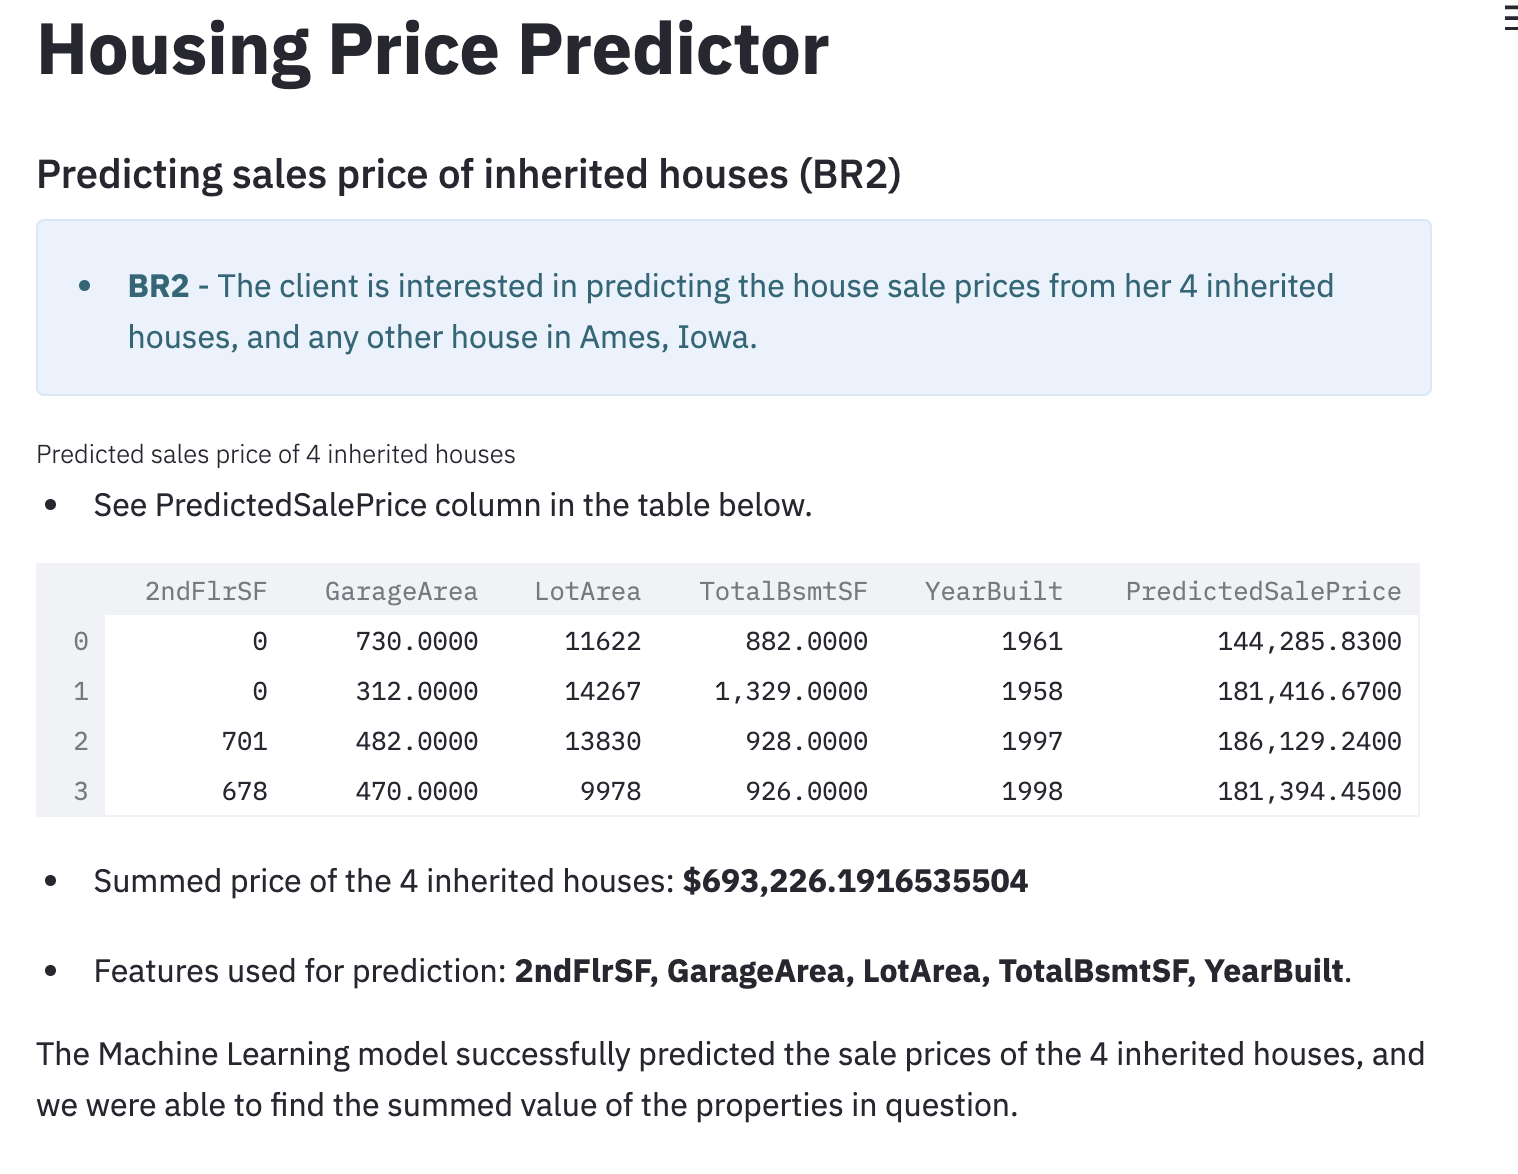 Housing Price Predictor
Predicting sales price of inherited houses (BR2)
• BR2 - The client is interested in predicting the house sale prices from her 4 inherited
houses, and any other house in Ames, Iowa.
Predicted sales price of 4 inherited houses
• See PredictedSalePrice column in the table below.
2ndFlrSF GarageArea LotArea TotalBsmtSF YearBuilt PredictedSalePrice
0 0 730.0000 11622 882.0000 1961 144,285.8300
1 0 312.0000 14267 1,329.0000 1958 181,416.6700
2 701 482.0000 13830 928.0000 1997 186,129.2400
3 678 470.0000 9978 926.0000 1998 181,394.4500
• Summed price of the 4 inherited houses: $693,226.1916535504
• Features used for prediction: 2ndFlrSF, GarageArea, LotArea, TotalBsmtSF, YearBuilt.
The Machine Learning model successfully predicted the sale prices of the 4 inherited houses, and
we were able to find the summed value of the properties in question.